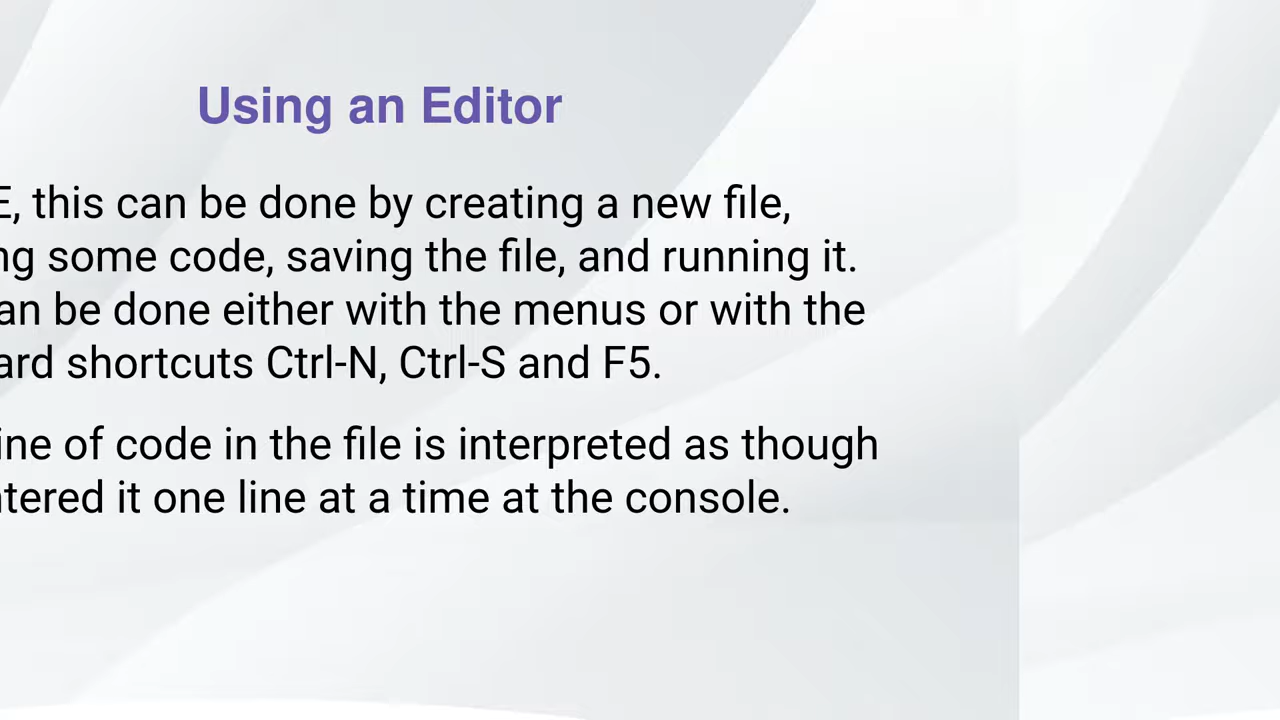 Using an Editor
E, this can be done by creating a new file,
ng some code, saving the file, and running it.
an be done either with the menus or with the
ard shortcuts Ctrl-N, Ctrl-S and F5.
ine of code in the file is interpreted as though
ntered it one line at a time at the console.